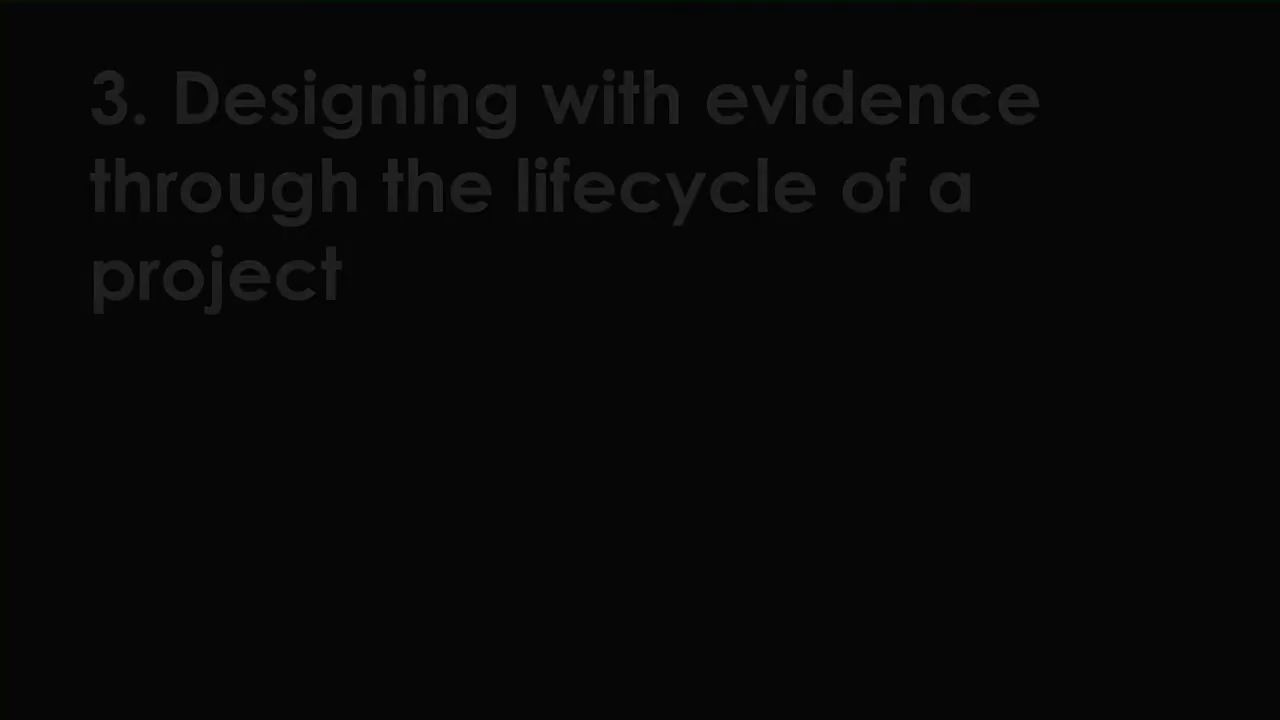 3. Designing with evidence
through the lifecycle of a
project